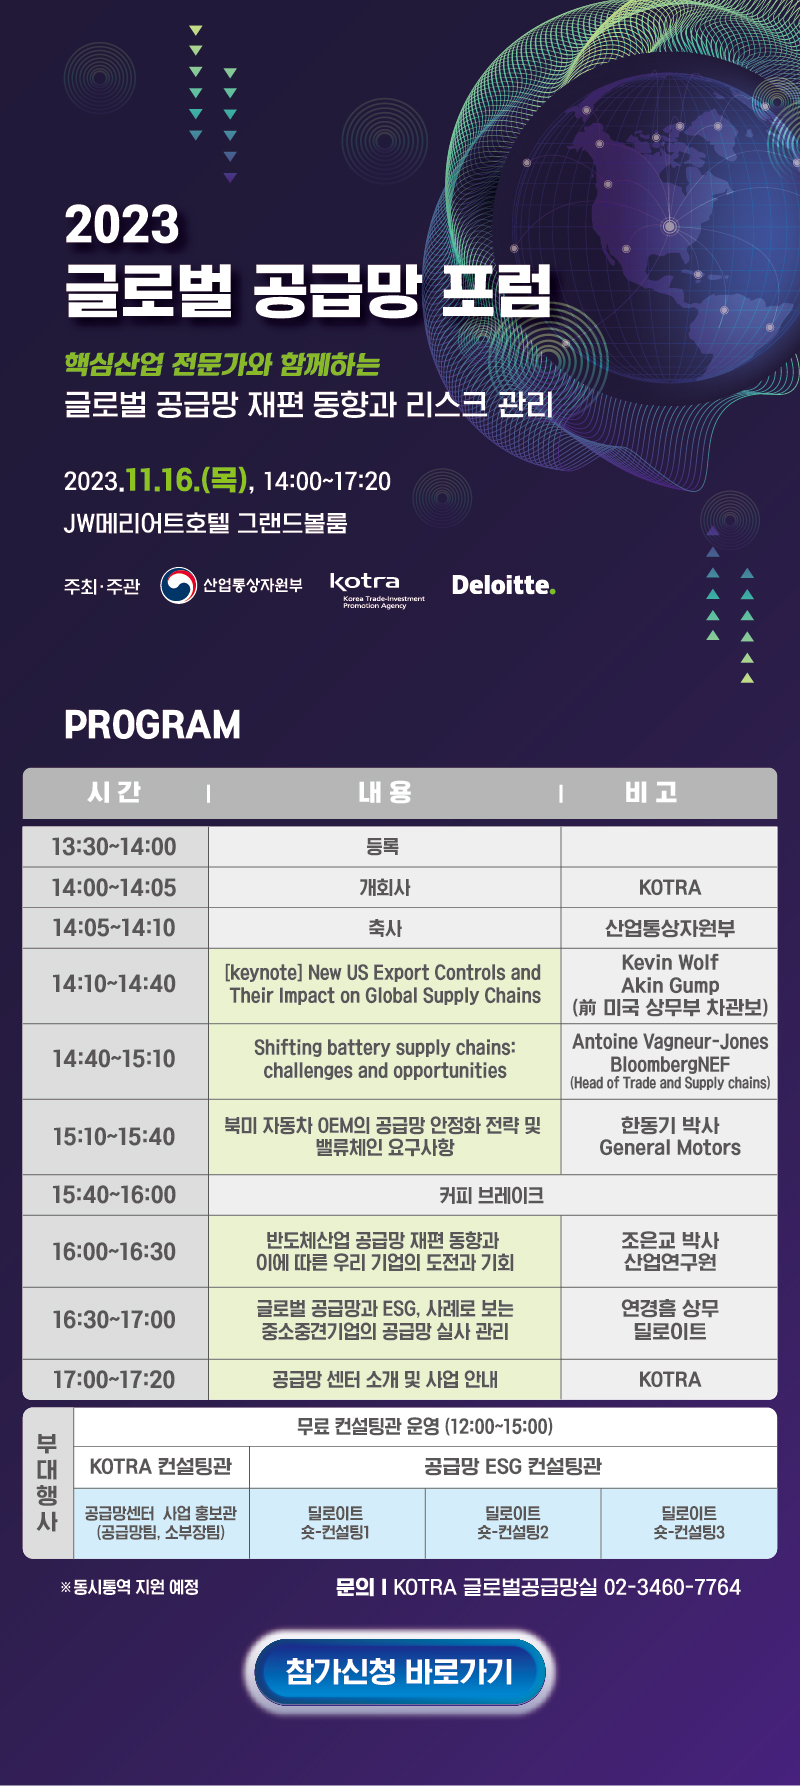 2023
글로벌 공급망 포럼
핵심산업 전문가와 함께하는
글로벌 공급망 재편 동향과 리스크 관리
2023.11.16.(목), 14:00~17:20
JW메리어트호텔 그랜드볼룸
주최·주관 산업통상자원부 kotra Deloitte.
Korea Trade-Investment
Promotion Agency
PROGRAM
시간 | 내용 | 비고
13:30~14:00 등록
14:00~14:05 개회사 KOTRA
14:05~14:10 축사 산업통상자원부
14:10~14:40
[keynote] New US Export Controls and
Their Impact on Global Supply Chains
Kevin Wolf
Akin Gump
(前 미국 상무부 차관보)
14:40~15:10
Shifting battery supply chains:
challenges and opportunities
Antoine Vagneur-Jones
BloombergNEF
(Head of Trade and Supply chains)
15:10~15:40
북미 자동차 OEM의 공급망 안정화 전략 및
밸류체인 요구사항
한동기 박사
General Motors
15:40~16:00 커피 브레이크
16:00~16:30
반도체산업 공급망 재편 동향과
이에 따른 우리 기업의 도전과 기회
조은교 박사
산업연구원
16:30~17:00
글로벌 공급망과 ESG, 사례로 보는
중소중견기업의 공급망 실사 관리
연경흠 상무
딜로이트
17:00~17:20 공급망 센터 소개 및 사업 안내 KOTRA
부대행사
무료 컨설팅관 운영 (12:00~15:00)
KOTRA 컨설팅관 공급망 ESG 컨설팅관
공급망센터 사업 홍보관
(공급망팀, 소부장팀)
딜로이트
숏-컨설팅1
딜로이트
숏-컨설팅2
딜로이트
숏-컨설팅3
※동시통역 지원 예정 문의 | KOTRA 글로벌공급망실 02-3460-7764
참가신청 바로가기